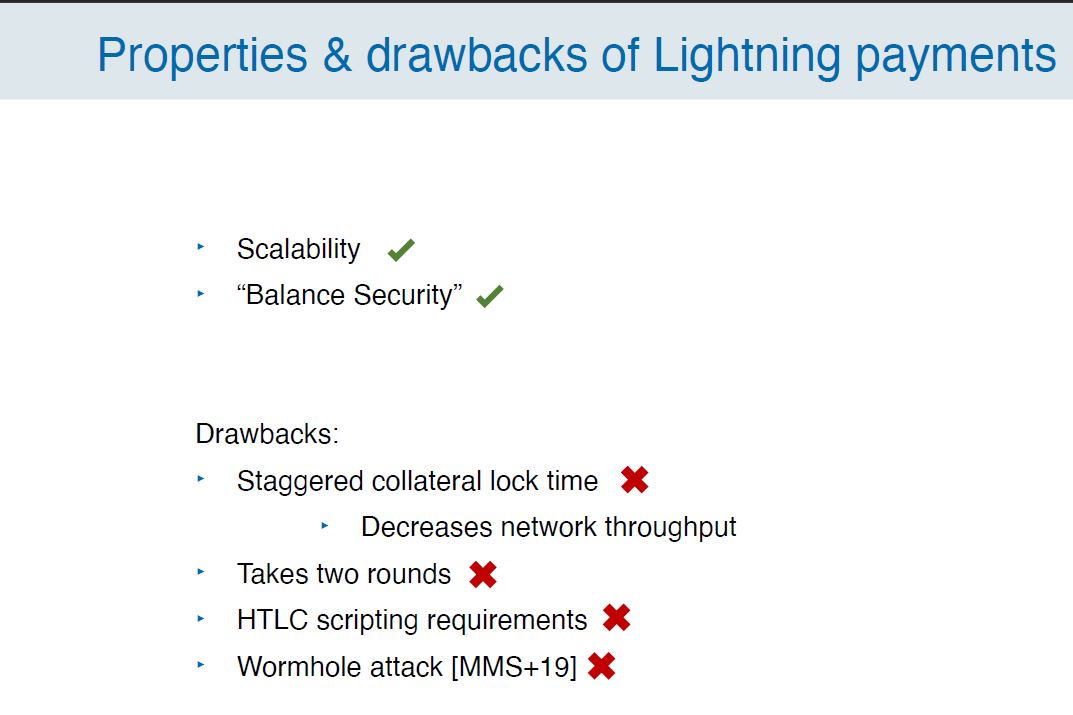 Properties & drawbacks of Lightning payments
Scalability
“Balance Security”
Drawbacks:
Staggered collateral lock time
Decreases network throughput
Takes two rounds
HTLC scripting requirements
Wormhole attack [MMS+19]